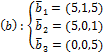 (b) : { b̅₁ = (5,1,5)
b̅₂ = (5,0,1)
b̅₃ = (0.0,5)